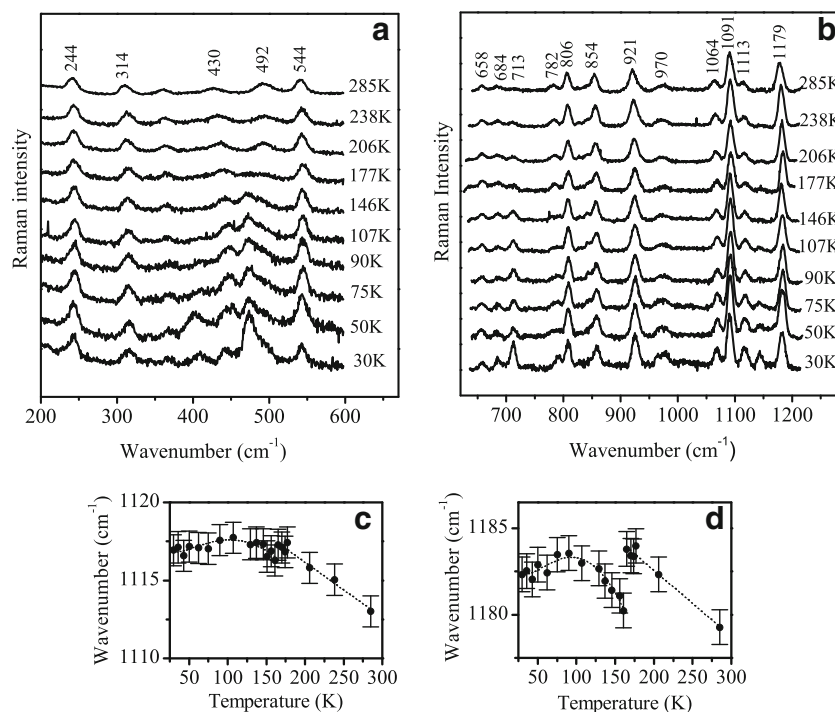 a
244
314
430
492
544
285K
238K
206K
177K
146K
107K
90K
75K
50K
30K
Raman intensity
200 300 400 500 600
Wavenumber (cm-1)
b
658
684
713
782
806
854
921
970
1064
1091
1113
1179
285K
238K
206K
177K
146K
107K
90K
75K
50K
30K
Raman Intensity
700 800 900 1000 1100 1200
Wavenumber (cm-1)
c
1120
1115
1110
Wavenumber (cm-1)
50 100 150 200 250 300
Temperature (K)
d
1185
1180
Wavenumber (cm-1)
50 100 150 200 250 300
Temperature (K)